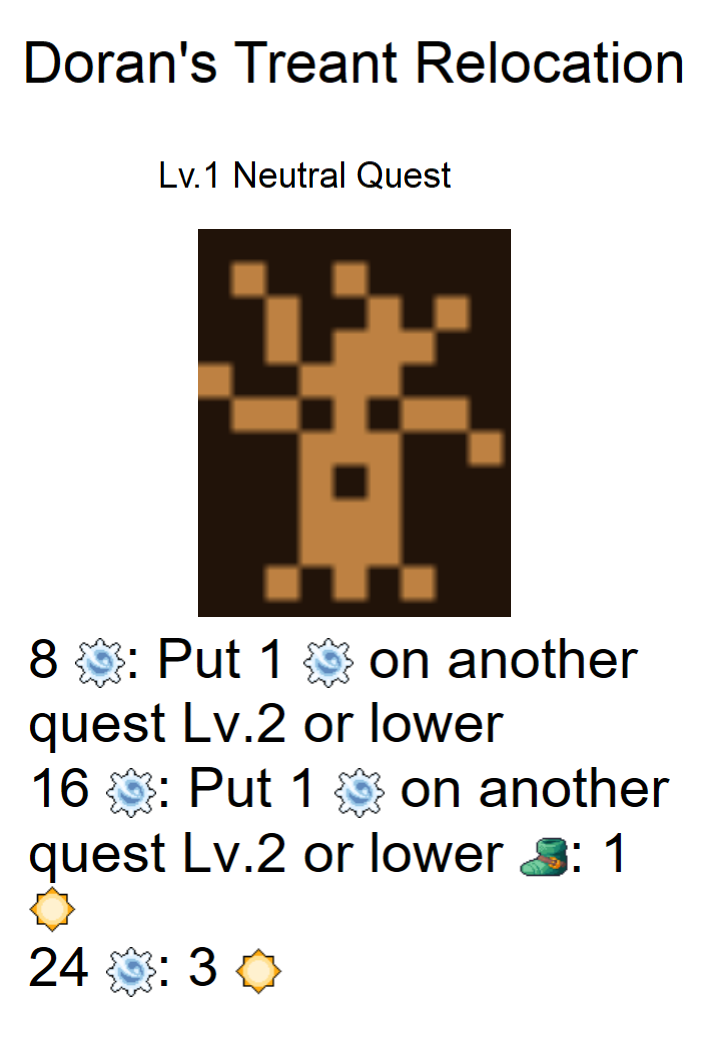 Doran's Treant Relocation
Lv.1 Neutral Quest
8 : Put 1 on another
quest Lv.2 or lower
16 : Put 1 on another
quest Lv.2 or lower : 1
24 : 3